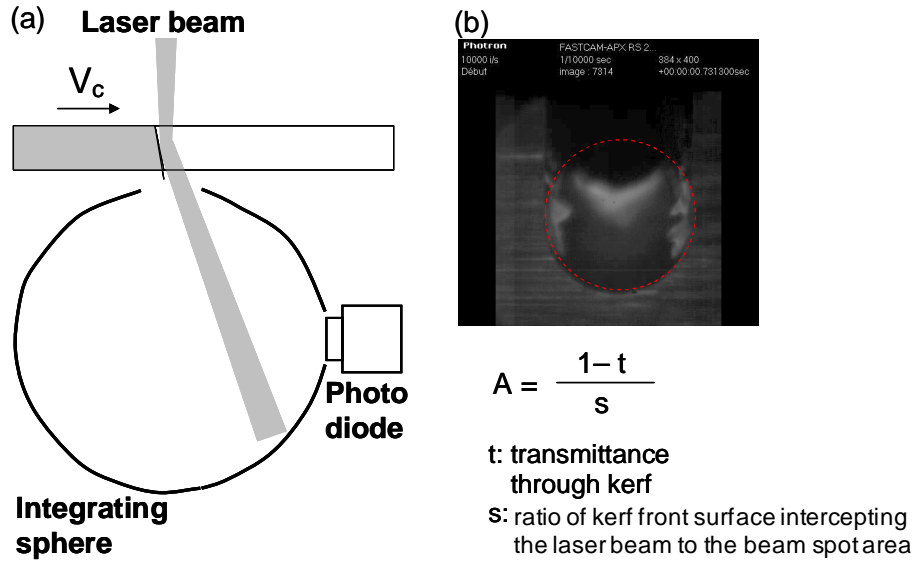 (a)
Laser beam
Vc
Photo
diode
Integrating
sphere
(b)
Photron
FASTCAM-APX RS 2...
10000 i/s
1/10000 sec
384 x 400
Début
image : 7314
+00:00:00.731300sec
A = 1– t / s
t: transmittance
through kerf
s: ratio of kerf front surface intercepting
the laser beam to the beam spot area